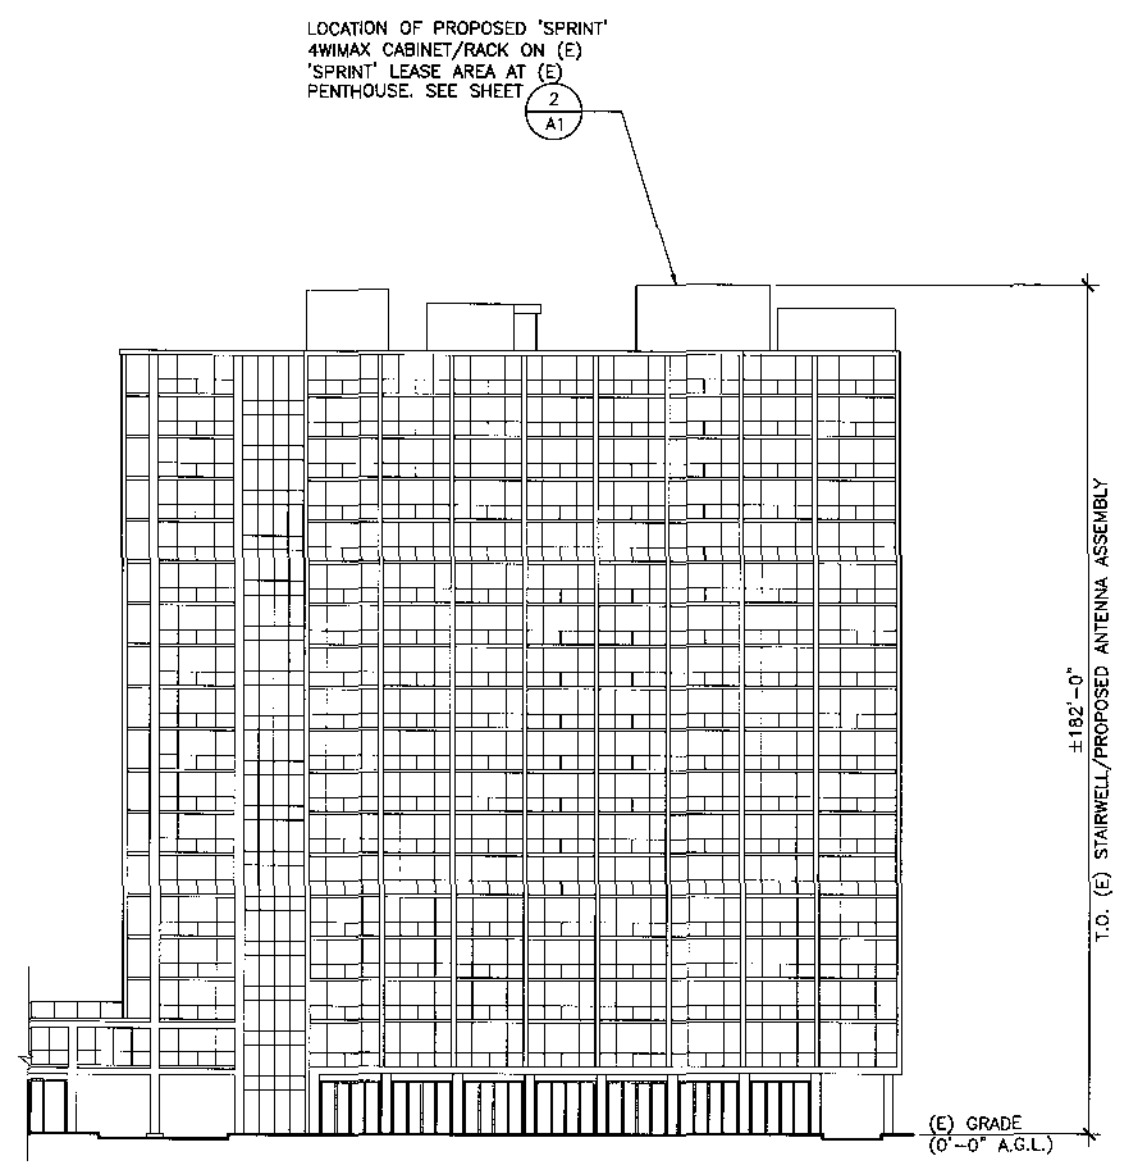 LOCATION OF PROPOSED 'SPRINT'
4WIMAX CABINET/RACK ON (E)
'SPRINT' LEASE AREA AT (E)
PENTHOUSE. SEE SHEET
2
A1
±182'-0"
T.O. (E) STAIRWELL/PROPOSED ANTENNA ASSEMBLY
(E) GRADE
(0'-0" A.G.L.)